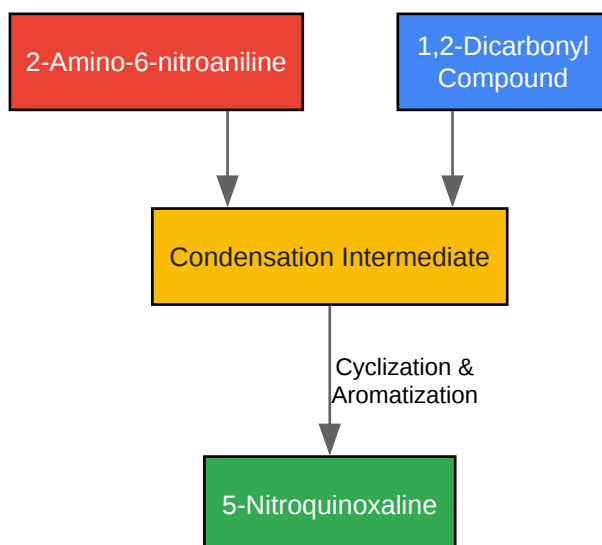 2-Amino-6-nitroaniline
1,2-Dicarbonyl
Compound
Condensation Intermediate
Cyclization &
Aromatization
5-Nitroquinoxaline